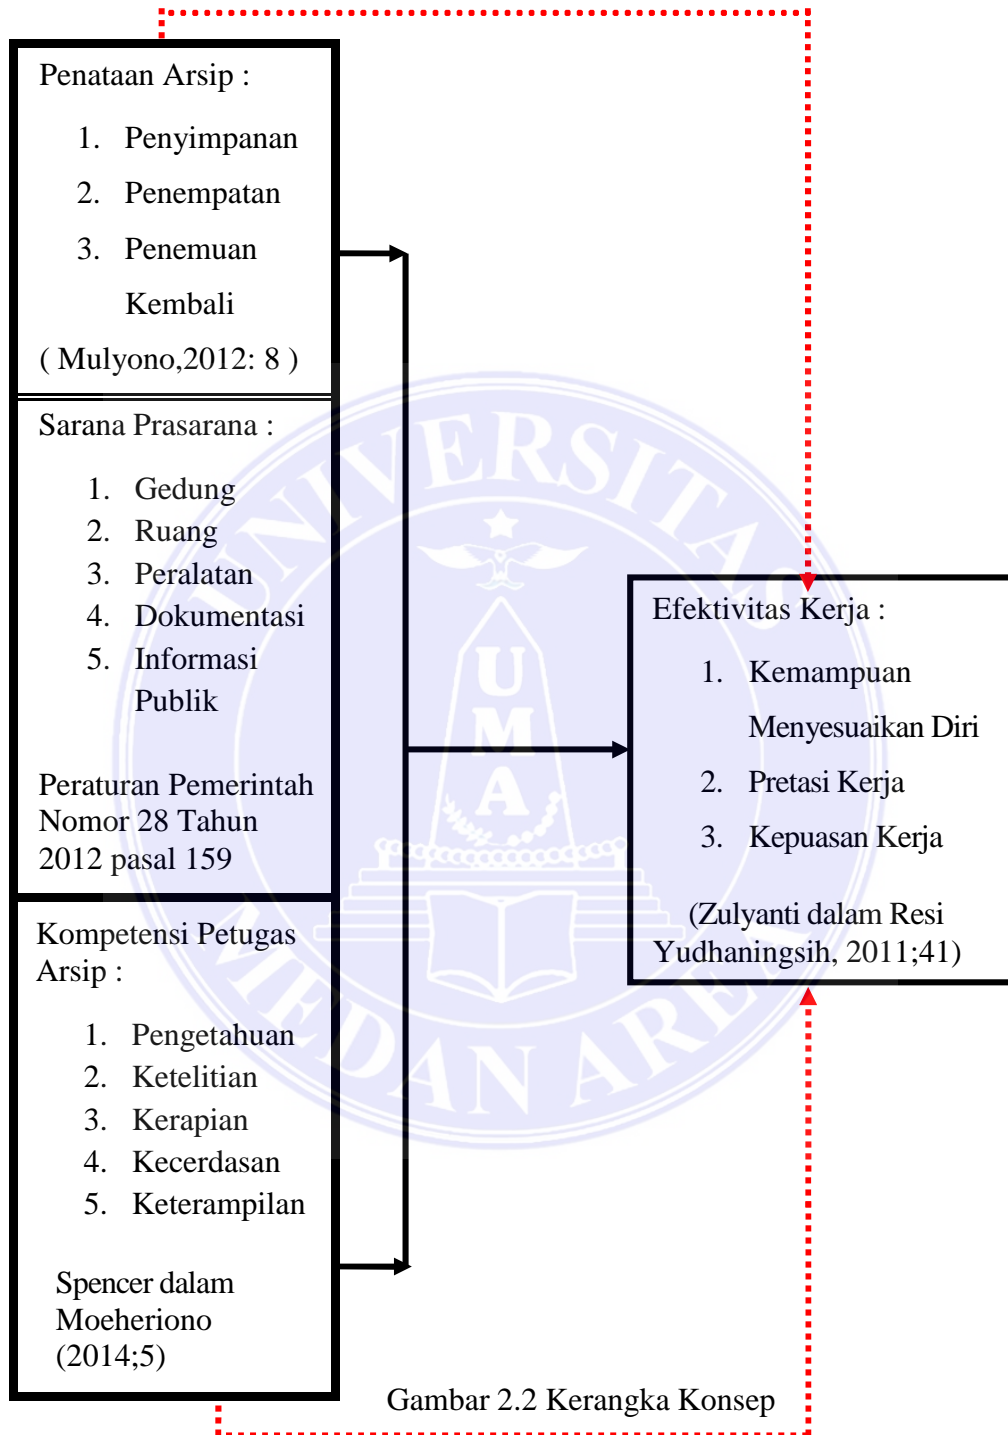 Penataan Arsip :
1. Penyimpanan
2. Penempatan
3. Penemuan
Kembali
( Mulyono,2012: 8 )
Sarana Prasarana :
1. Gedung
2. Ruang
3. Peralatan
4. Dokumentasi
5. Informasi
Publik
Peraturan Pemerintah
Nomor 28 Tahun
2012 pasal 159
Kompetensi Petugas
Arsip :
1. Pengetahuan
2. Ketelitian
3. Kerapian
4. Kecerdasan
5. Keterampilan
Spencer dalam
Moeheriono
(2014;5)
Efektivitas Kerja :
1. Kemampuan
Menyesuaikan Diri
2. Pretasi Kerja
3. Kepuasan Kerja
(Zulyanti dalam Resi
Yudhaningsih, 2011;41)
Gambar 2.2 Kerangka Konsep
UNIVERSITAS
MEDAN AREA
UMA